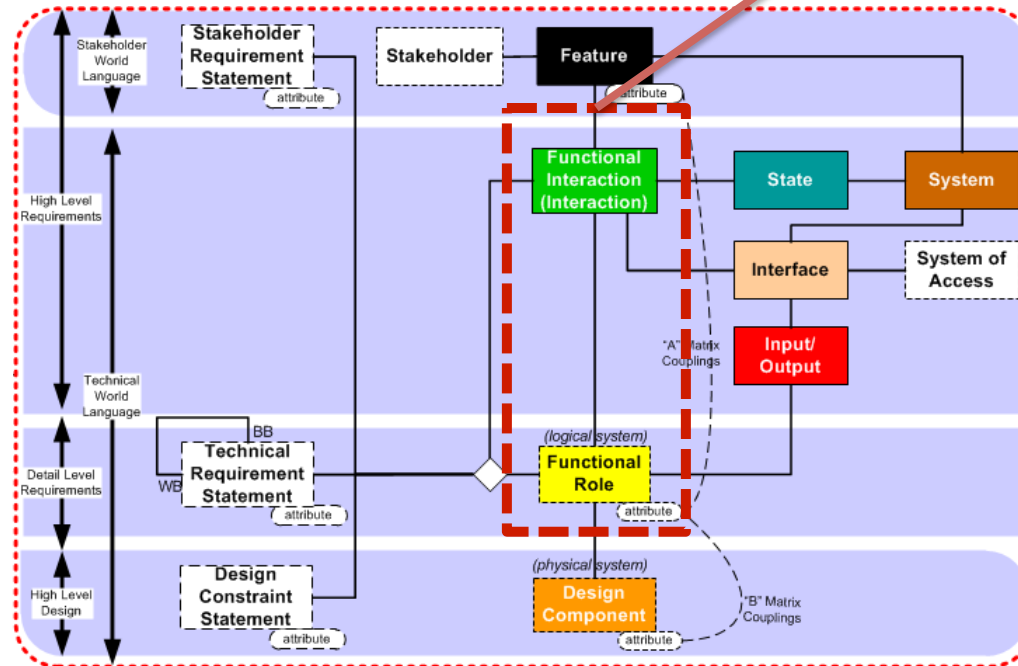 Stakeholder
World
Language
Stakeholder
Requirement
Statement
attribute
Stakeholder
Feature
attribute
High Level
Requirements
Functional
Interaction
(Interaction)
State
System
Interface
System of
Access
"A" Matrix
Couplings
Input/
Output
Technical
World
Language
Detail Level
Requirements
BB
WB
Technical
Requirement
Statement
attribute
(logical system)
Functional
Role
attribute
High Level
Design
Design
Constraint
Statement
attribute
(physical system)
Design
Component
attribute
"B" Matrix
Couplings